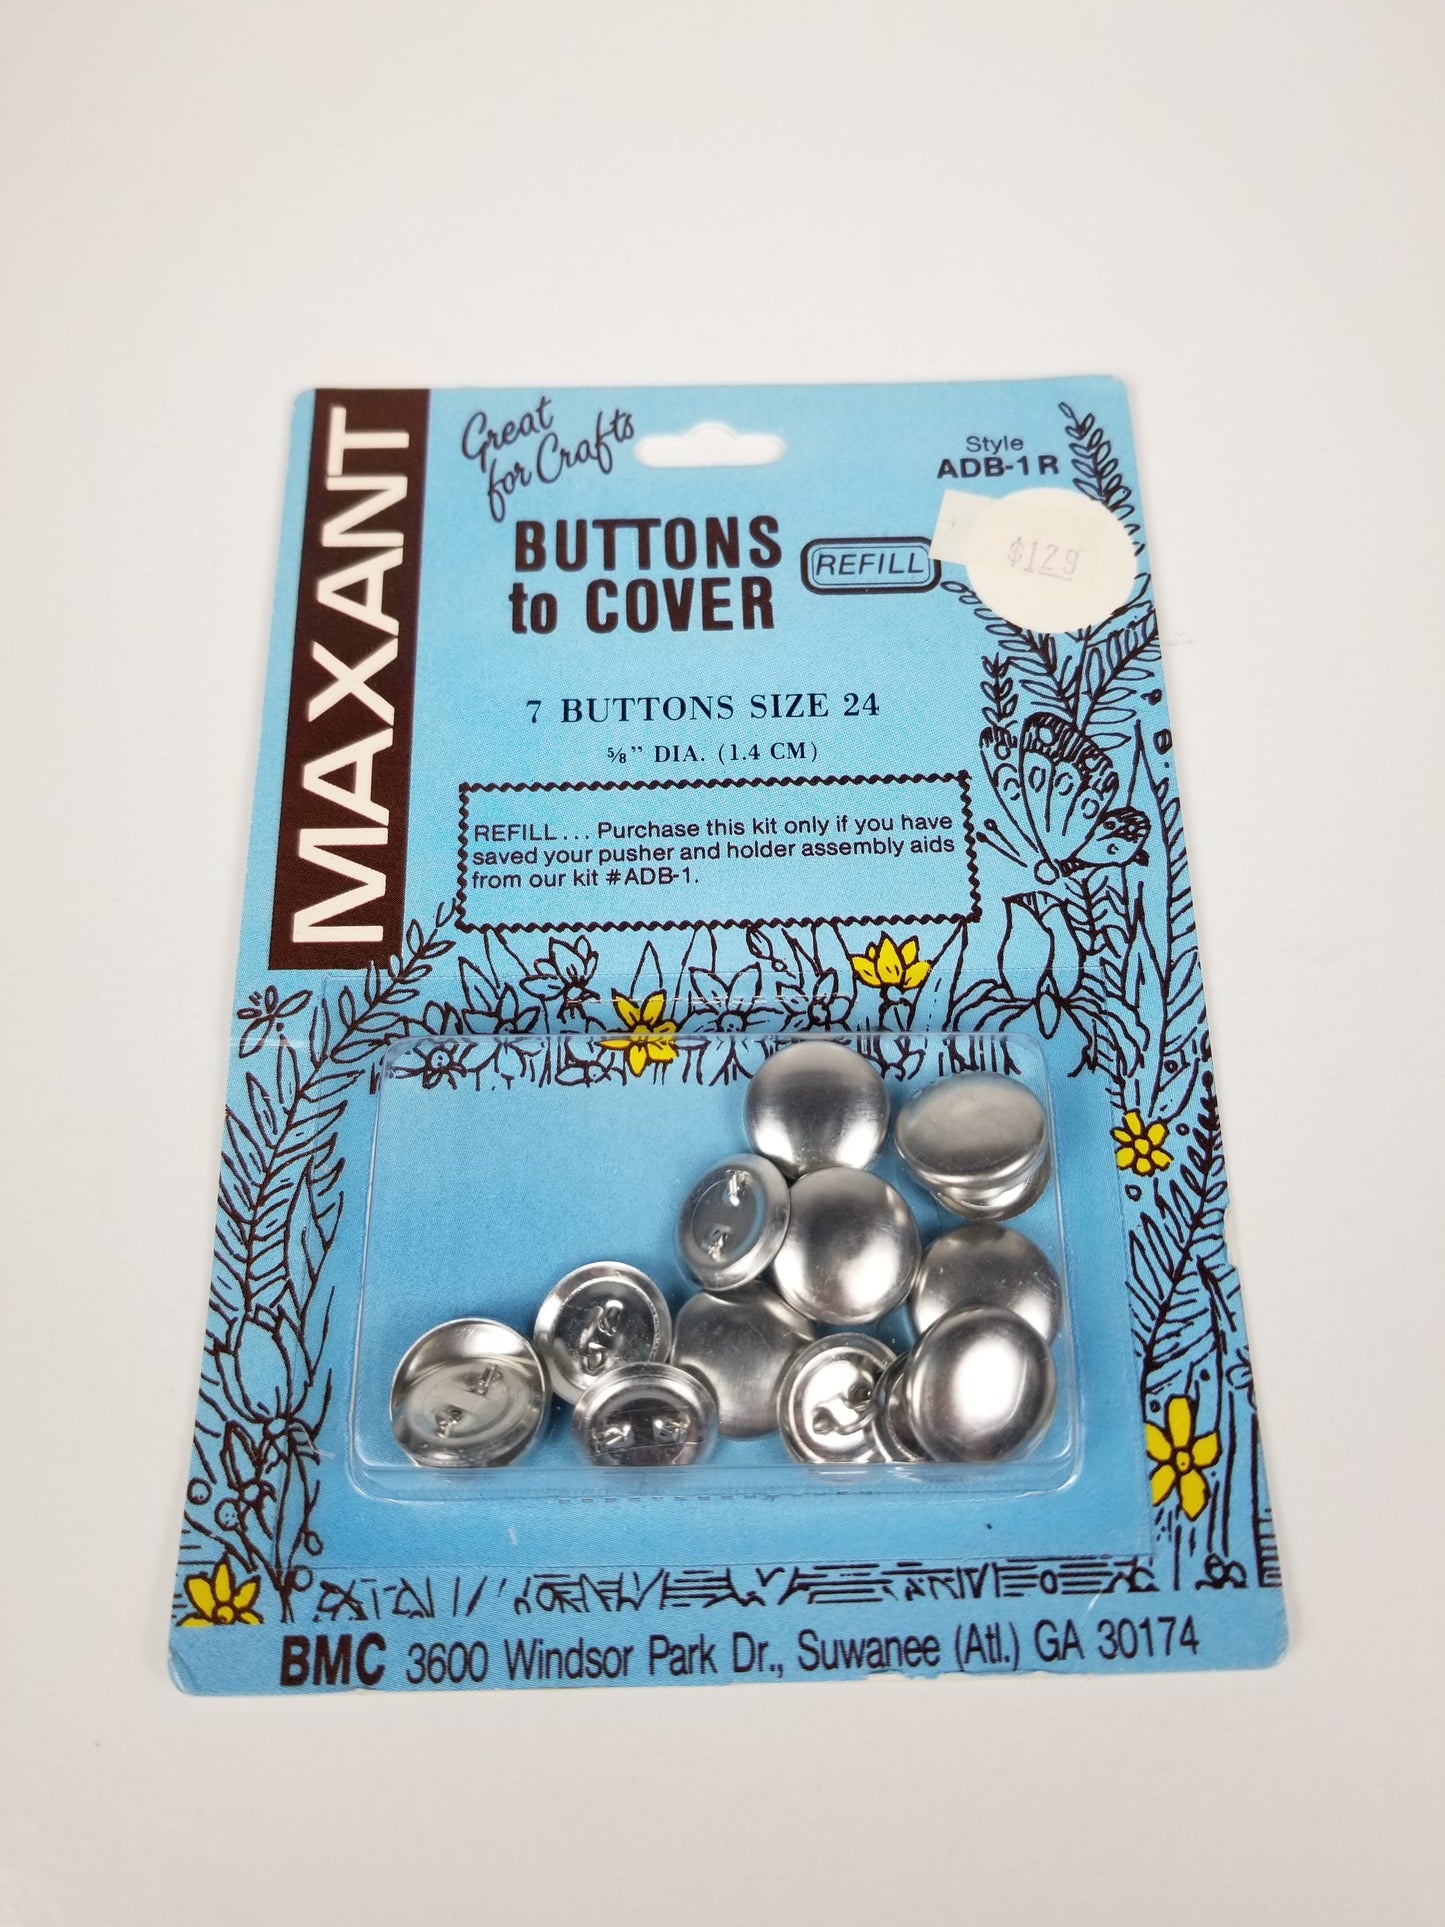 MAXANT
Great
for Crafts
Style
ADB-1R
BUTTONS
to COVER
REFILL
$1.29
7 BUTTONS SIZE 24
⅝” DIA. (1.4 CM)
REFILL... Purchase this kit only if you have
saved your pusher and holder assembly aids
from our kit #ADB-1.
BMC 3600 Windsor Park Dr., Suwanee (Atl.) GA 30174